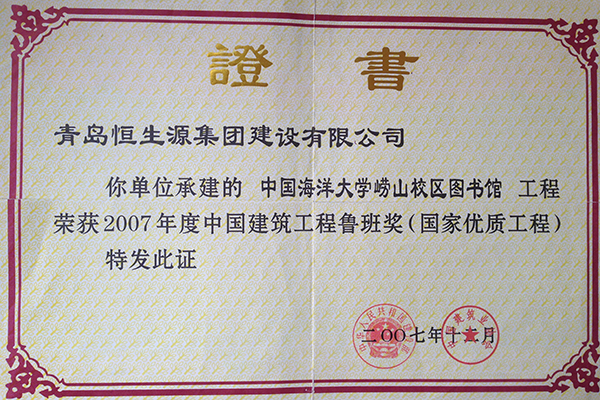 證書
青岛恒生源集团建设有限公司
你单位承建的 中国海洋大学崂山校区图书馆 工程
荣获2007年度中国建筑工程鲁班奖(国家优质工程)
特发此证
二〇〇七年十二月